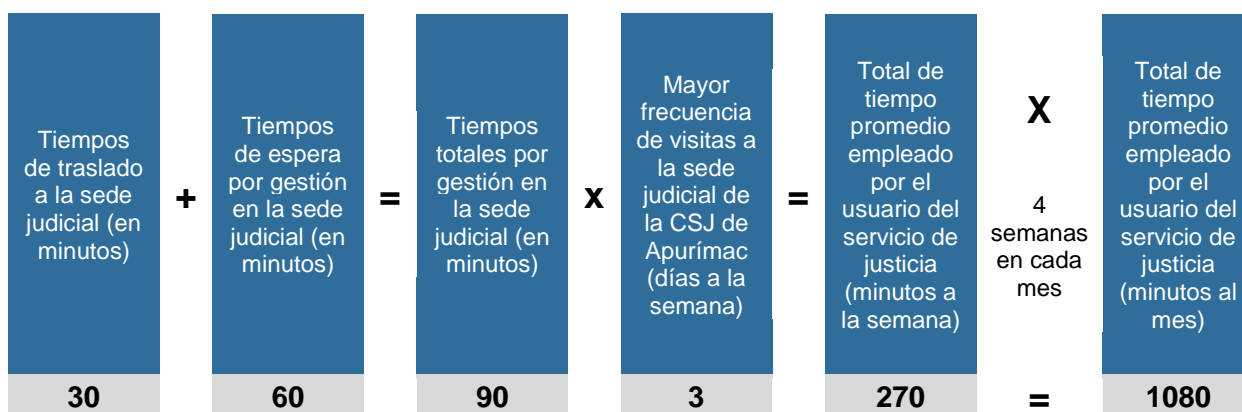 Tiempos
de traslado
a la sede
judicial (en
minutos)
+
Tiempos
de espera
por gestión
en la sede
judicial (en
minutos)
=
Tiempos
totales por
gestión en
la sede
judicial (en
minutos)
x
Mayor
frecuencia
de visitas a
la sede
judicial de
la CSJ de
Apurímac
(días a la
semana)
=
Total de
tiempo
promedio
empleado
por el
usuario del
servicio de
justicia
(minutos a
la semana)
X
4
semanas
en cada
mes
Total de
tiempo
promedio
empleado
por el
usuario del
servicio de
justicia
(minutos al
mes)
30
60
90
3
270
=
1080